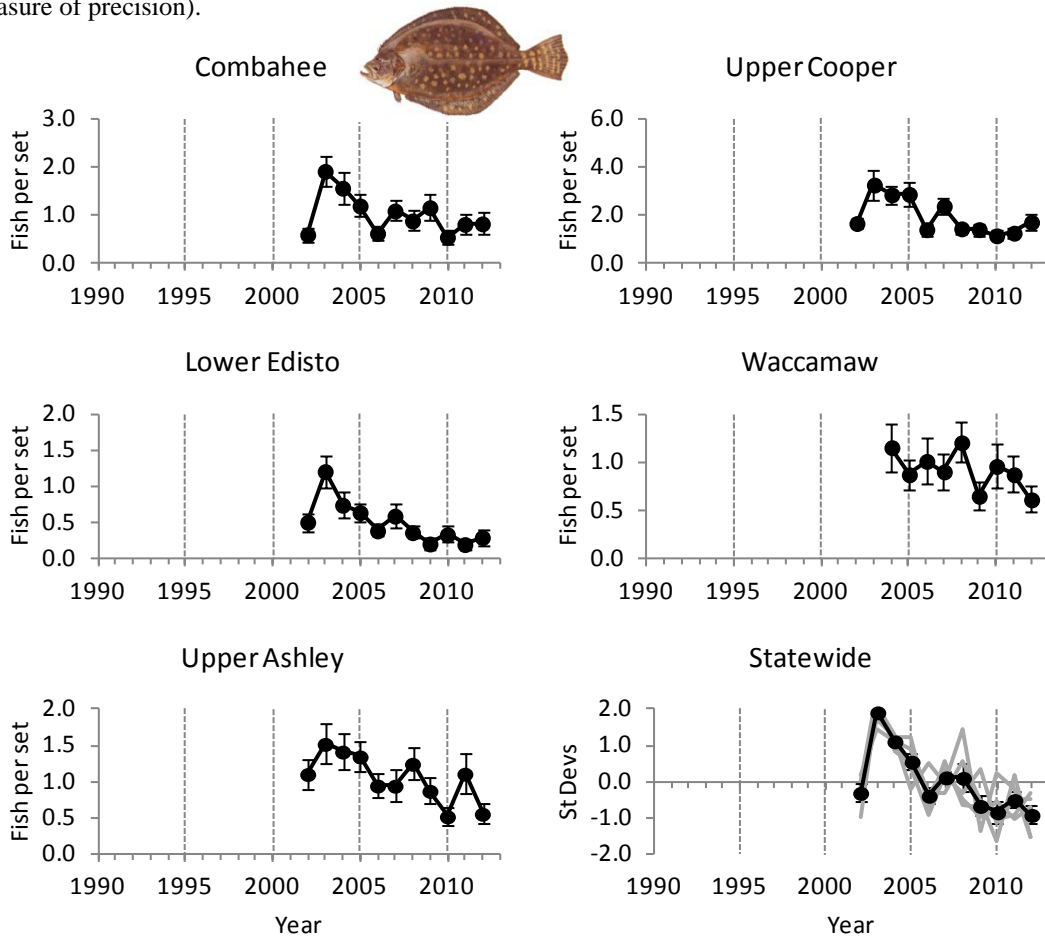 asure of precision).
Combahee
Upper Cooper
Fish per set
3.0
2.0
1.0
0.0
1990 1995 2000 2005 2010
Fish per set
6.0
4.0
2.0
0.0
1990 1995 2000 2005 2010
Lower Edisto
Waccamaw
Fish per set
2.0
1.5
1.0
0.5
0.0
1990 1995 2000 2005 2010
Fish per set
1.5
1.0
0.5
0.0
1990 1995 2000 2005 2010
Upper Ashley
Statewide
Fish per set
2.0
1.5
1.0
0.5
0.0
1990 1995 2000 2005 2010
Year
St Devs
2.0
1.0
0.0
-1.0
-2.0
1990 1995 2000 2005 2010
Year